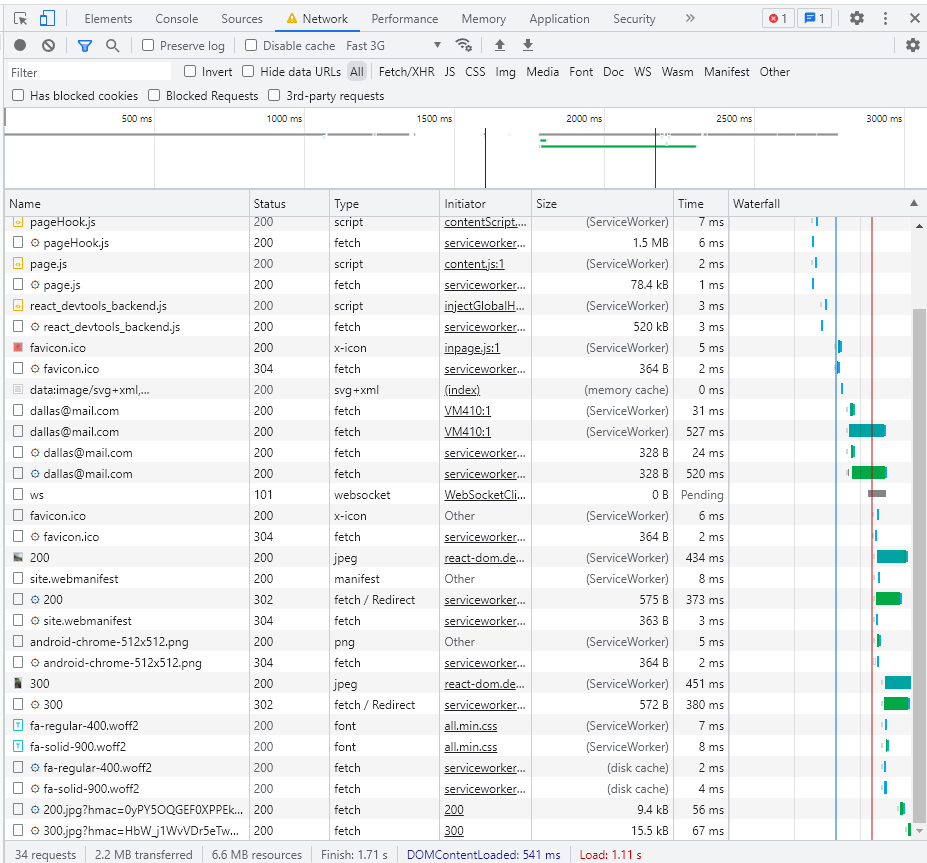 Elements Console Sources Network Performance Memory Application Security » 1 1
Preserve log Disable cache Fast 3G
Filter Invert Hide data URLs All Fetch/XHR JS CSS Img Media Font Doc WS Wasm Manifest Other
Has blocked cookies Blocked Requests 3rd-party requests
500 ms 1000 ms 1500 ms 2000 ms 2500 ms 3000 ms
Name Status Type Initiator Size Time Waterfall
pageHook.js 200 script contentScript.... (ServiceWorker) 7 ms
pageHook.js 200 fetch serviceworker... 1.5 MB 6 ms
page.js 200 script content.js:1 (ServiceWorker) 2 ms
page.js 200 fetch serviceworker... 78.4 kB 1 ms
react_devtools_backend.js 200 script injectGlobalH... (ServiceWorker) 3 ms
react_devtools_backend.js 200 fetch serviceworker... 520 kB 3 ms
favicon.ico 200 x-icon inpage.js:1 (ServiceWorker) 5 ms
favicon.ico 304 fetch serviceworker... 364 B 2 ms
data:image/svg+xml,... 200 svg+xml (index) (memory cache) 0 ms
dallas@mail.com 200 fetch VM410:1 (ServiceWorker) 31 ms
dallas@mail.com 200 fetch VM410:1 (ServiceWorker) 527 ms
dallas@mail.com 200 fetch serviceworker... 328 B 24 ms
dallas@mail.com 200 fetch serviceworker... 328 B 520 ms
ws 101 websocket WebSocketCli... 0 B Pending
favicon.ico 200 x-icon Other (ServiceWorker) 6 ms
favicon.ico 304 fetch serviceworker... 364 B 2 ms
200 200 jpeg react-dom.de... (ServiceWorker) 434 ms
site.webmanifest 200 manifest Other (ServiceWorker) 8 ms
200 302 fetch / Redirect serviceworker... 575 B 373 ms
site.webmanifest 304 fetch serviceworker... 363 B 3 ms
android-chrome-512x512.png 200 png Other (ServiceWorker) 5 ms
android-chrome-512x512.png 304 fetch serviceworker... 364 B 2 ms
300 200 jpeg react-dom.de... (ServiceWorker) 451 ms
300 302 fetch / Redirect serviceworker... 572 B 380 ms
fa-regular-400.woff2 200 font all.min.css (ServiceWorker) 7 ms
fa-solid-900.woff2 200 font all.min.css (ServiceWorker) 8 ms
fa-regular-400.woff2 200 fetch serviceworker... (disk cache) 2 ms
fa-solid-900.woff2 200 fetch serviceworker... (disk cache) 4 ms
200.jpg?hmac=0yPY5OQGEF0XPPEk... 200 fetch 200 9.4 kB 56 ms
300.jpg?hmac=HbW_j1WvVDr5eTw... 200 fetch 300 15.5 kB 67 ms
34 requests 2.2 MB transferred 6.6 MB resources Finish: 1.71 s DOMContentLoaded: 541 ms Load: 1.11 s